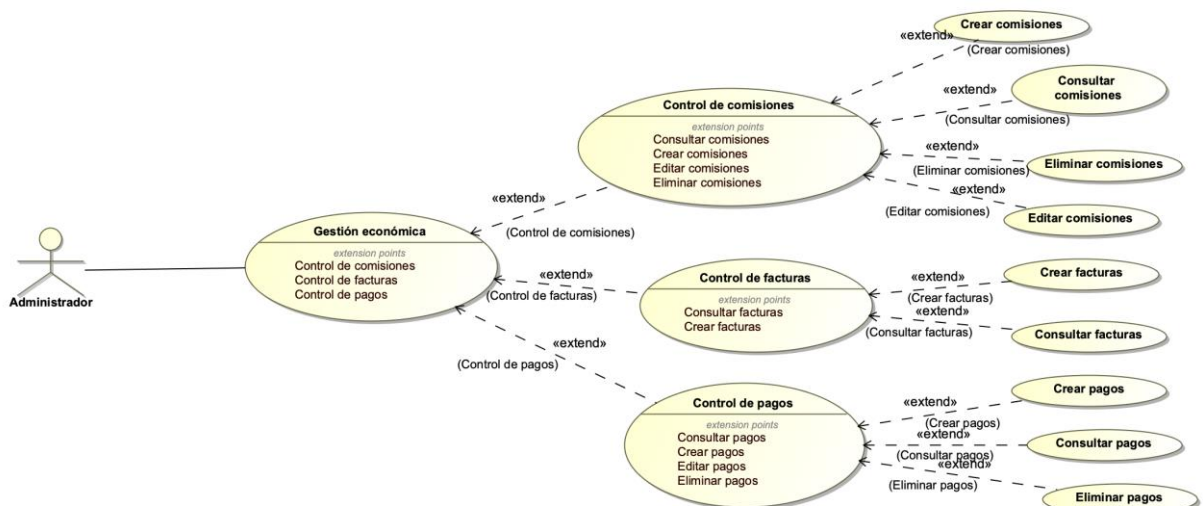 Crear comisiones
«extend»
(Crear comisiones)
Consultar
comisiones
«extend»
(Consultar comisiones)
Control de comisiones
extension points
Consultar comisiones
Crear comisiones
Editar comisiones
Eliminar comisiones
«extend»
(Eliminar comisiones)
Eliminar comisiones
«extend»
(Editar comisiones)
Editar comisiones
«extend»
(Control de comisiones)
Administrador
Gestión económica
extension points
Control de comisiones
Control de facturas
Control de pagos
«extend»
(Control de facturas)
Control de facturas
extension points
Consultar facturas
Crear facturas
«extend»
(Crear facturas)
Crear facturas
«extend»
(Consultar facturas)
Consultar facturas
«extend»
(Control de pagos)
Control de pagos
extension points
Consultar pagos
Crear pagos
Editar pagos
Eliminar pagos
«extend»
(Crear pagos)
Crear pagos
«extend»
(Consultar pagos)
Consultar pagos
«extend»
(Eliminar pagos)
Eliminar pagos